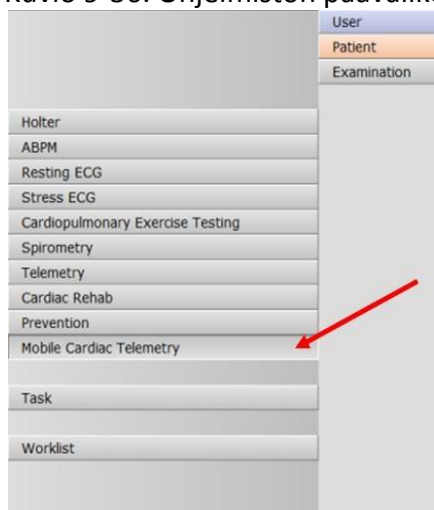 User
Patient
Examination
Holter
ABPM
Resting ECG
Stress ECG
Cardiopulmonary Exercise Testing
Spirometry
Telemetry
Cardiac Rehab
Prevention
Mobile Cardiac Telemetry
Task
Worklist